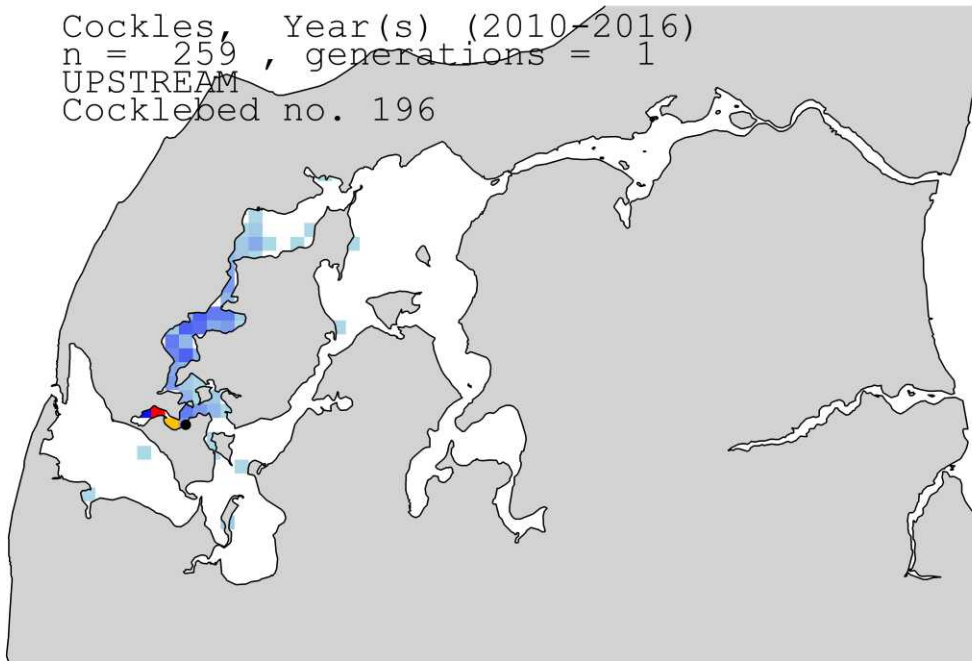 Cockles, Year(s) (2010-2016)
n = 259 , generations = 1
UPSTREAM
Cocklebed no. 196